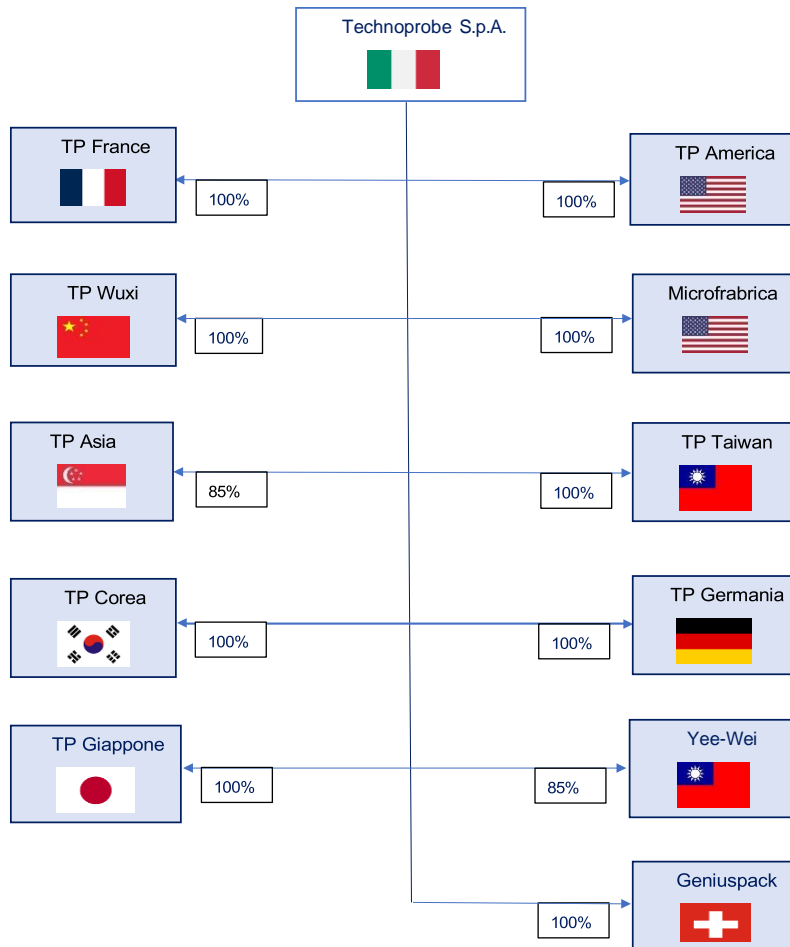 Technoprobe S.p.A.
TP France
TP America
100%
100%
TP Wuxi
Microfrabrica
100%
100%
TP Asia
TP Taiwan
85%
100%
TP Corea
TP Germania
100%
100%
TP Giappone
Yee-Wei
100%
85%
Geniuspack
100%